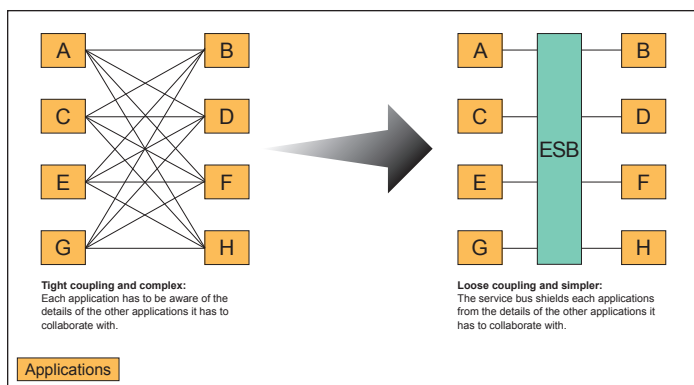 A
B
C
D
E
F
G
H
A
B
C
D
E
F
G
H
ESB
Tight coupling and complex:
Each application has to be aware of the
details of the other applications it has to
collaborate with.
Loose coupling and simpler:
The service bus shields each applications
from the details of the other applications it
has to collaborate with.
Applications